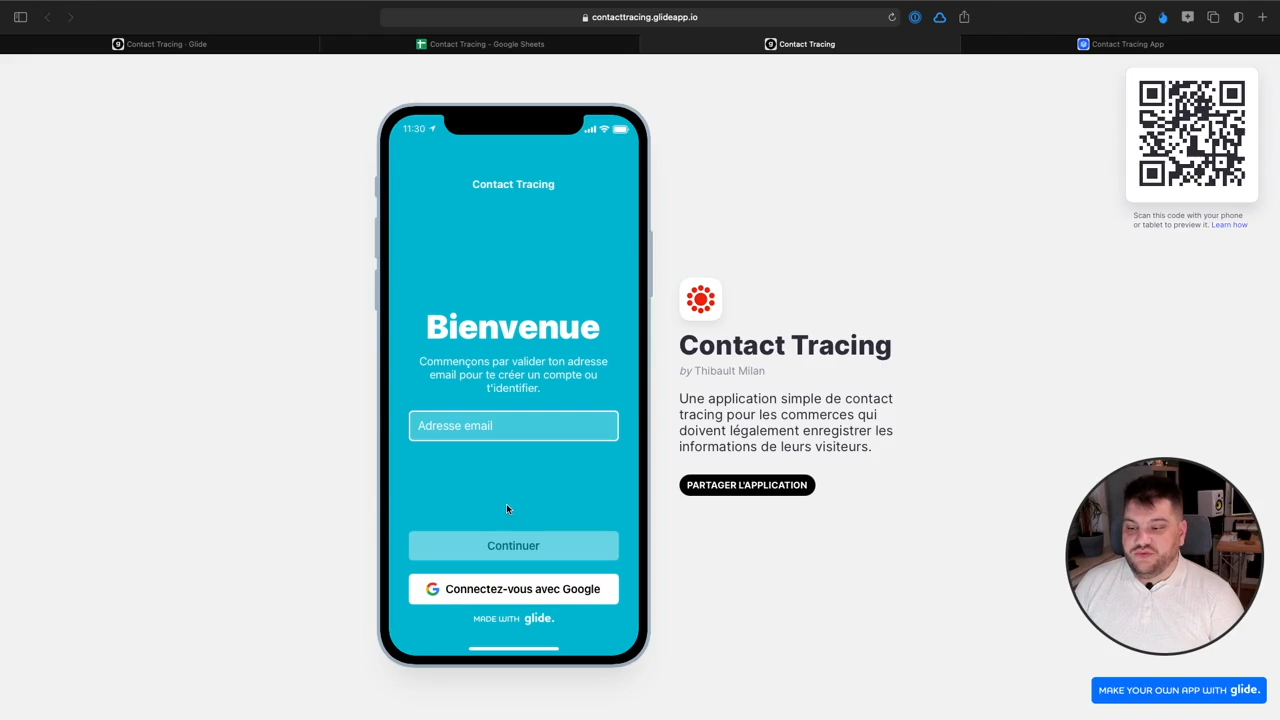 contacttracing.glideapp.io
Contact Tracing · Glide
Contact Tracing - Google Sheets
Contact Tracing
Contact Tracing App
11:30
Contact Tracing
Bienvenue
Commençons par valider ton adresse
email pour te créer un compte ou
t'identifier.
Adresse email
Continuer
G Connectez-vous avec Google
MADE WITH glide.
Contact Tracing
by Thibault Milan
Une application simple de contact
tracing pour les commerces qui
doivent légalement enregistrer les
informations de leurs visiteurs.
PARTAGER L'APPLICATION
Scan this code with your phone
or tablet to preview it. Learn how
MAKE YOUR OWN APP WITH glide.